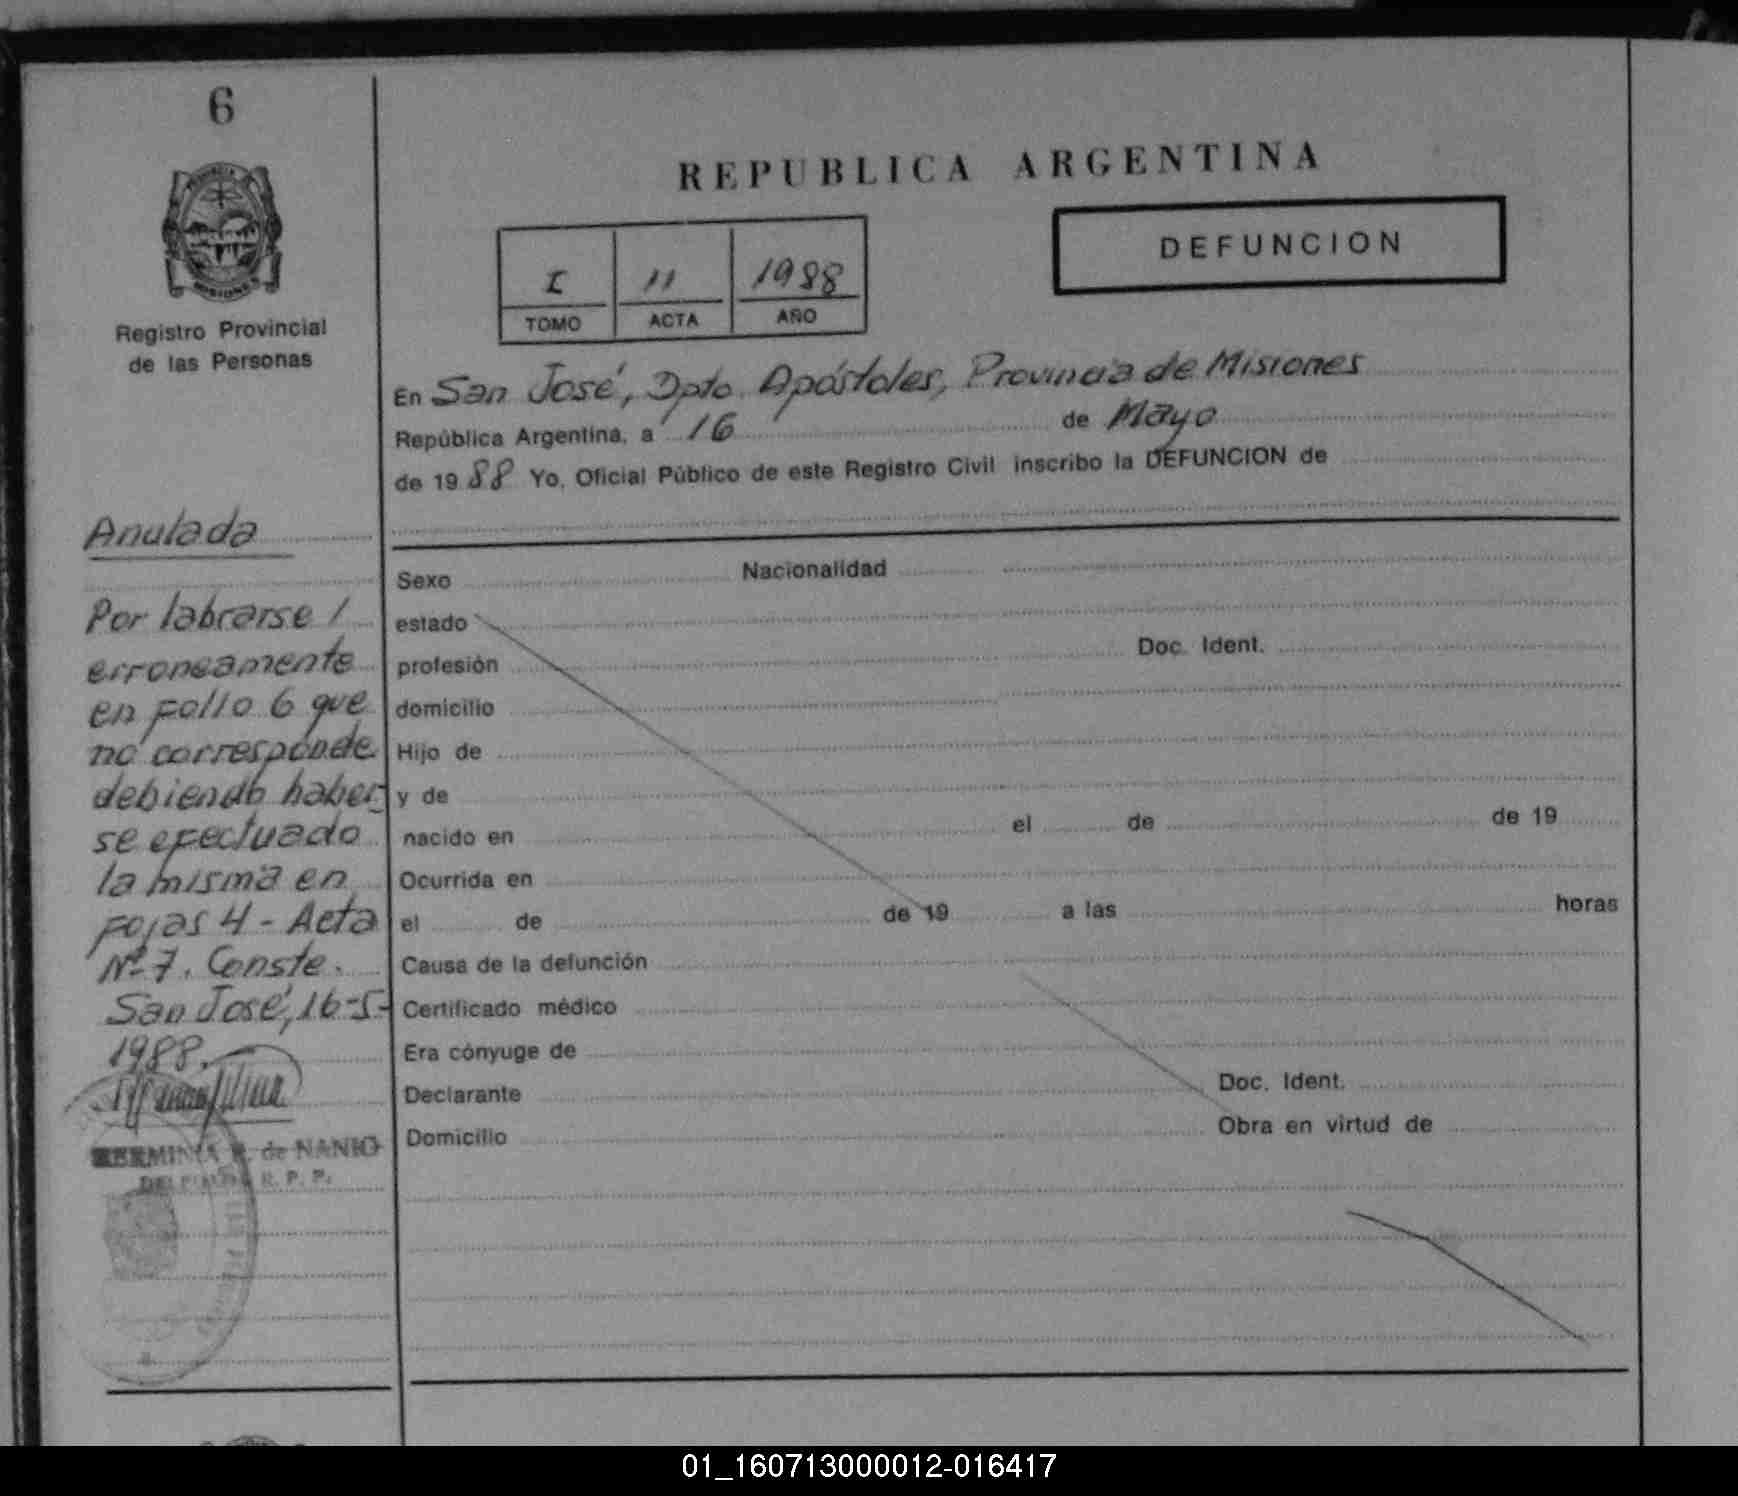 6
MISIONES
Registro Provincial
de las Personas
Anulada
Por labrarse /
erroneamente
en folio 6 que
no corresponde
debiendo haber-
se efectuado
la misma en
fojas 4 - Acta
Nº 7. Conste.
San José, 16-5-
1988.
HERMINIA de NANIO
R. P. P.
REPUBLICA ARGENTINA
I 11 1988
TOMO ACTA AÑO
DEFUNCION
En San José, Dpto. Apóstoles, Provincia de Misiones
República Argentina, a 16 de Mayo
de 19 88 Yo, Oficial Público de este Registro Civil inscribo la DEFUNCION de
Sexo Nacionalidad
estado
profesión Doc. Ident.
domicilio
Hijo de
y de
nacido en el de de 19
Ocurrida en
el de de 19 a las horas
Causa de la defunción
Certificado médico
Era cónyuge de
Declarante Doc. Ident.
Domicilio Obra en virtud de
01_160713000012-016417